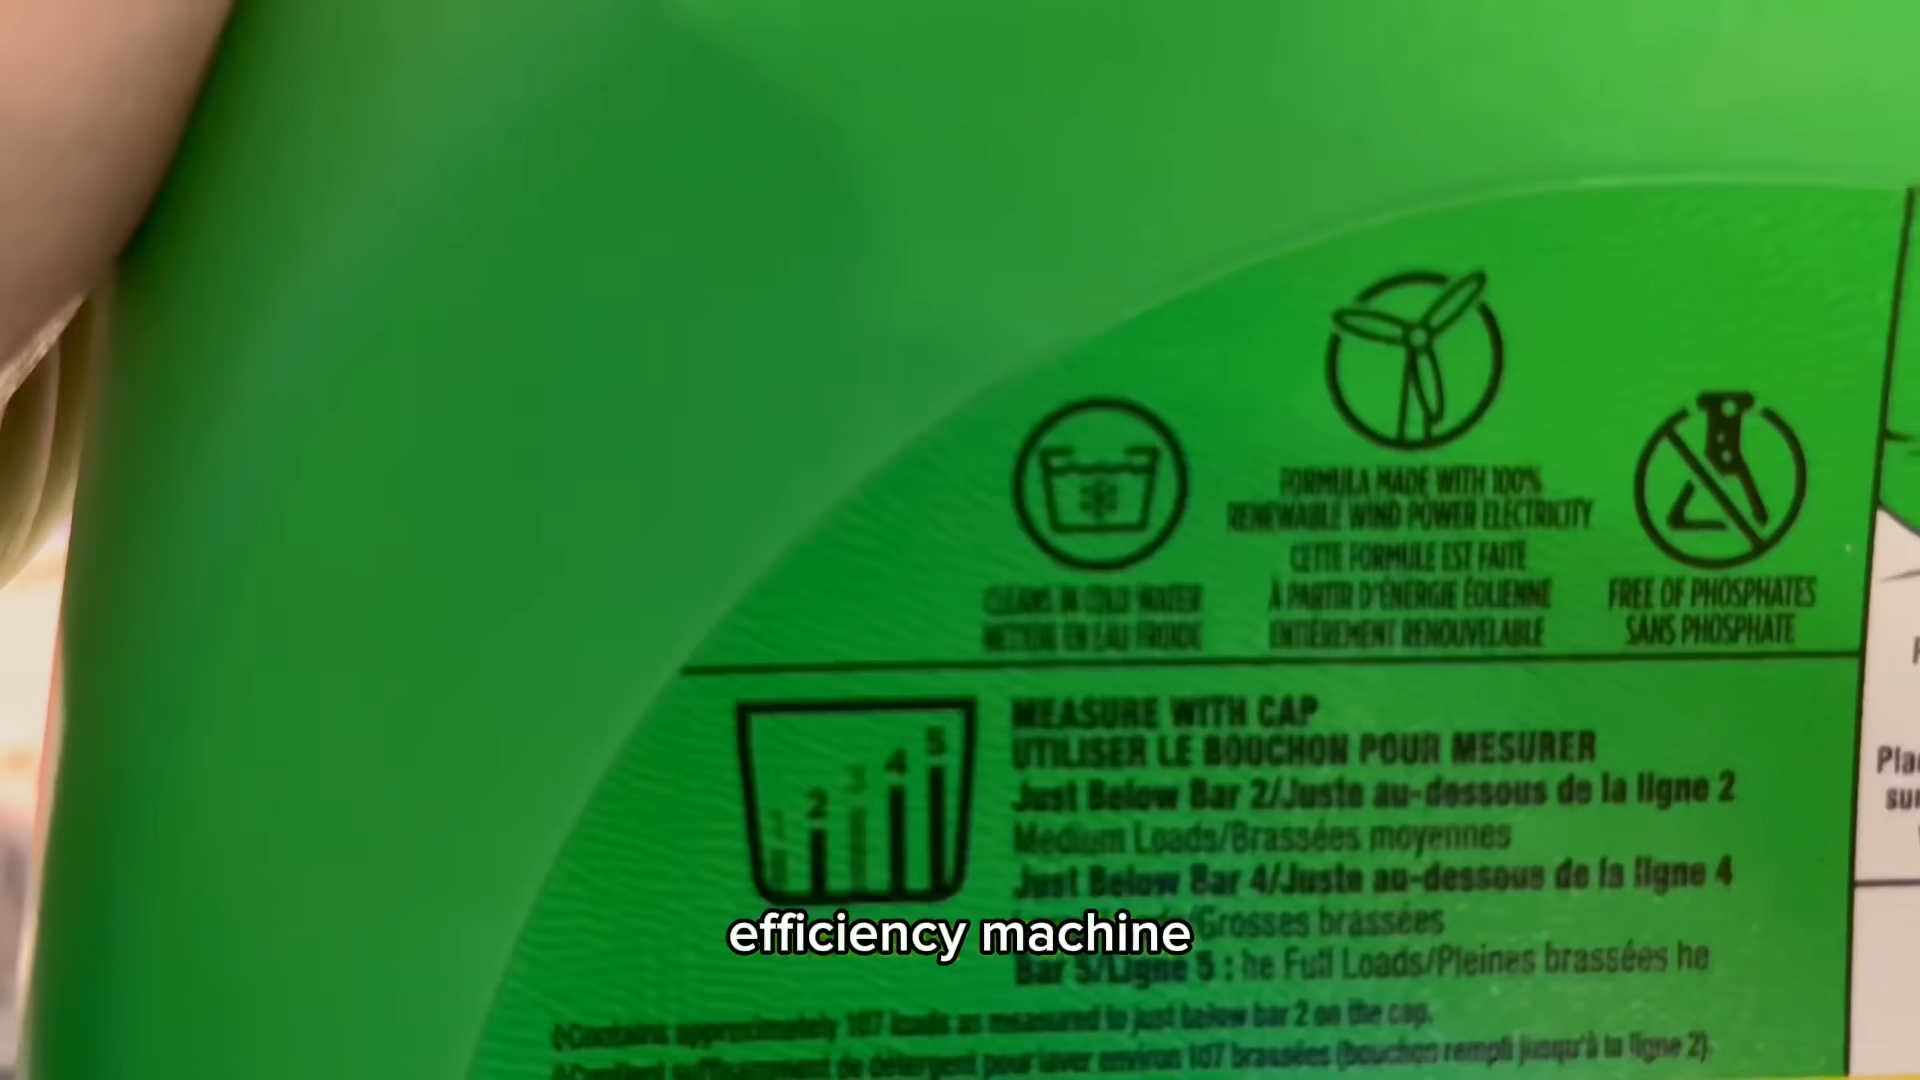 FORMULA MADE WITH 100%
RENEWABLE WIND POWER ELECTRICITY
CETTE FORMULE EST FAITE
À PARTIR D'ÉNERGIE ÉOLIENNE
ENTIÈREMENT RENOUVELABLE
CLEANS IN COLD WATER
NETTOIE EN EAU FROIDE
FREE OF PHOSPHATES
SANS PHOSPHATE
1 2 3 4 5
MEASURE WITH CAP
UTILISER LE BOUCHON POUR MESURER
Just Below Bar 2/Juste au-dessous de la ligne 2
Medium Loads/Brassées moyennes
Just Below Bar 4/Juste au-dessous de la ligne 4
/Grosses brassées
Bar 5/Ligne 5 : he Full Loads/Pleines brassées he
efficiency machine
◊Contains approximately 107 loads as measured to just below bar 2 on the cap.
de détergent pour laver environ 107 brassées (bouchon rempli jusqu'à la ligne 2).